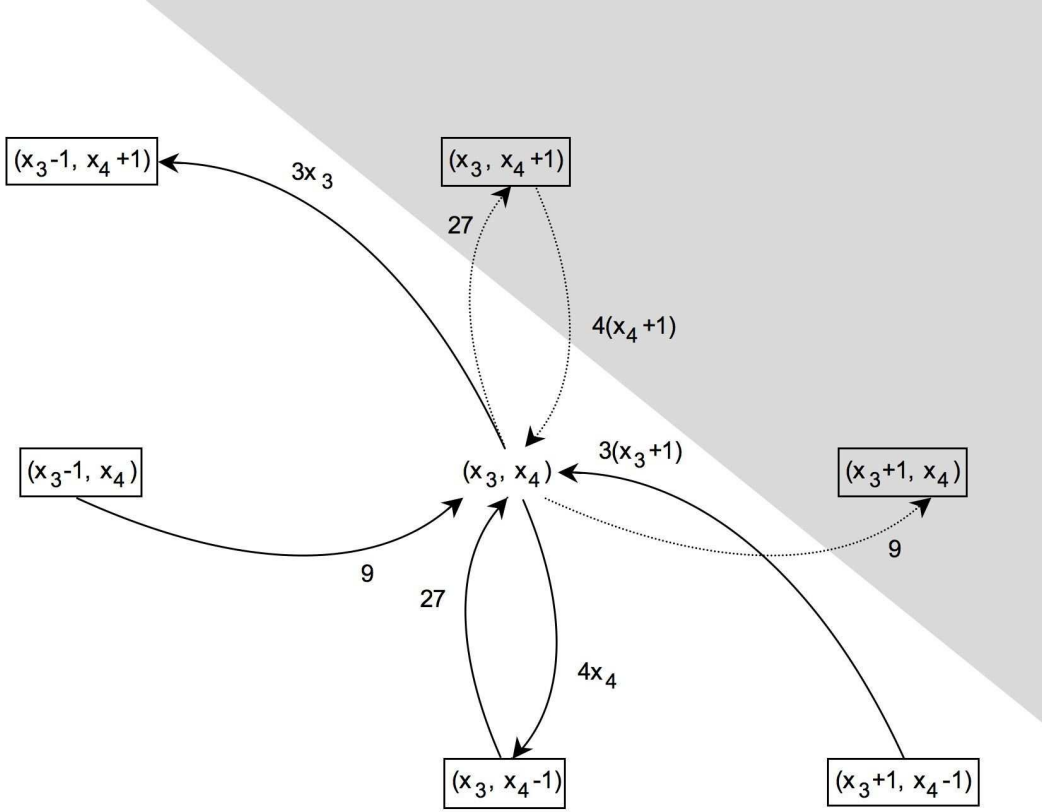 (x₃-1, x₄+1)
3x₃
(x₃, x₄+1)
27
4(x₄+1)
(x₃-1, x₄)
(x₃, x₄)
3(x₃+1)
(x₃+1, x₄)
9
9
27
4x₄
(x₃, x₄-1)
(x₃+1, x₄-1)